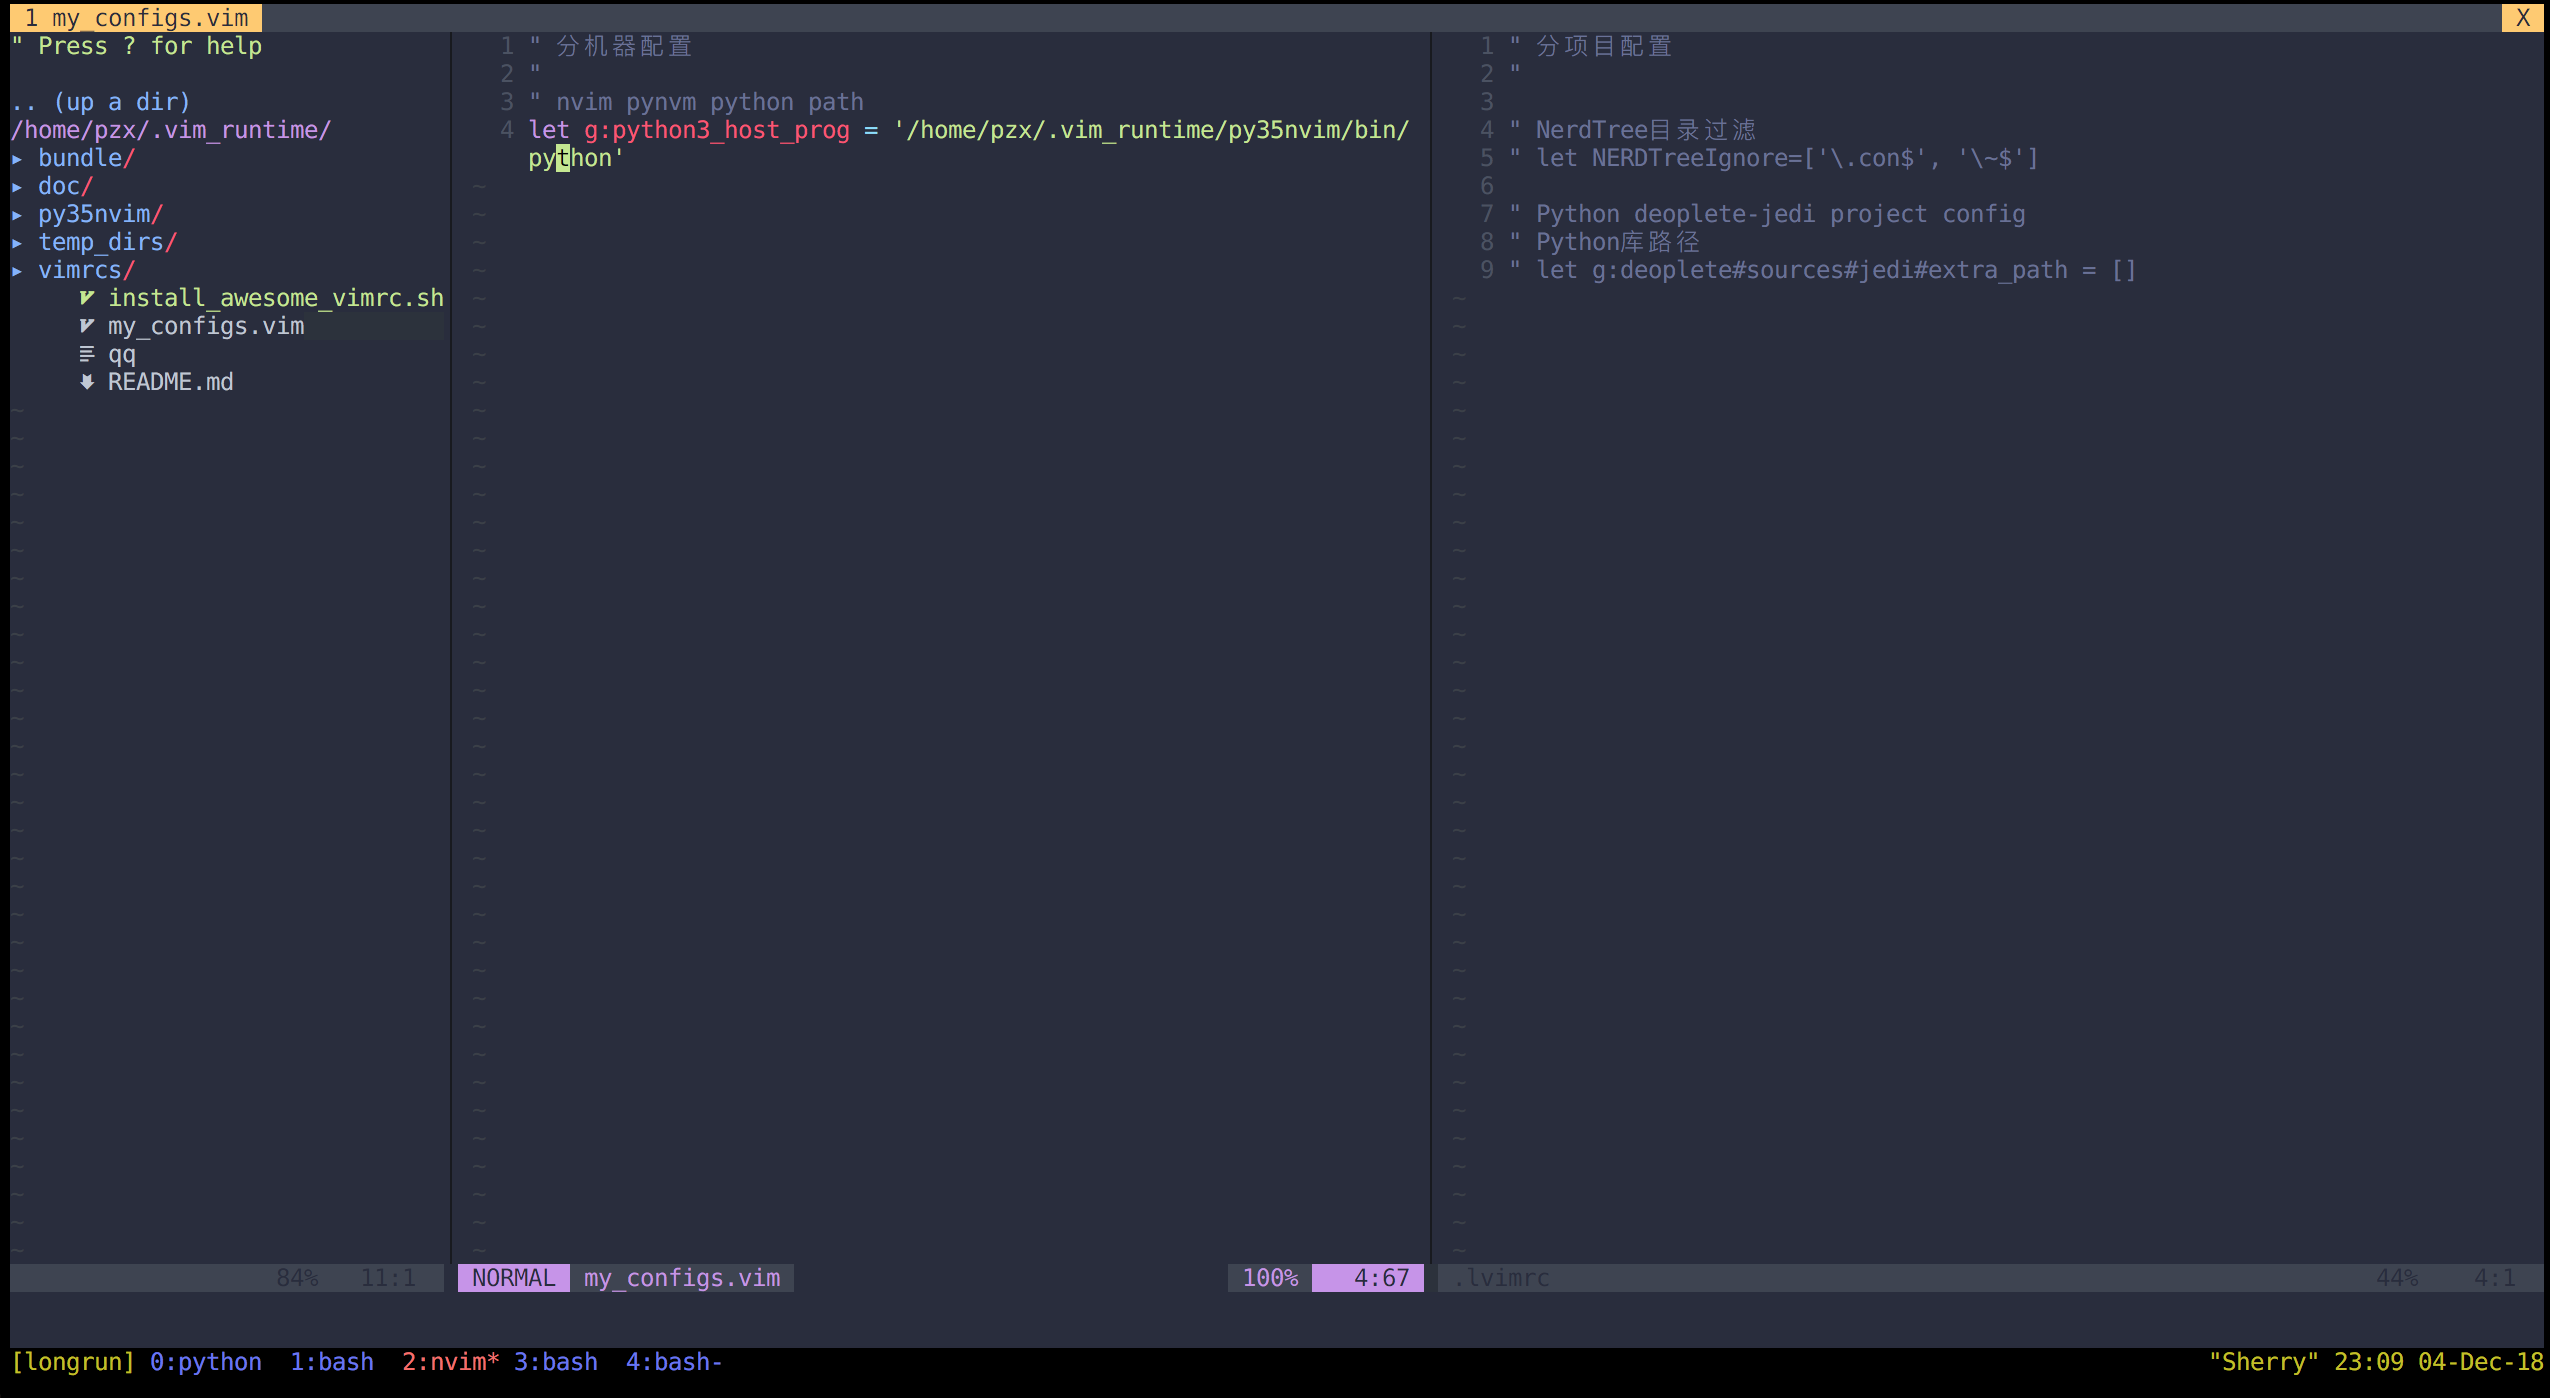 1 my_configs.vim X
" Press ? for help
.. (up a dir)
/home/pzx/.vim_runtime/
▸ bundle/
▸ doc/
▸ py35nvim/
▸ temp_dirs/
▸ vimrcs/
install_awesome_vimrc.sh
my_configs.vim
qq
README.md
84% 11:1
1 " 分机器配置
2 "
3 " nvim pynvm python path
4 let g:python3_host_prog = '/home/pzx/.vim_runtime/py35nvim/bin/
python'
NORMAL my_configs.vim 100% 4:67
1 " 分项目配置
2 "
3
4 " NerdTree目录过滤
5 " let NERDTreeIgnore=['\.con$', '\~$']
6
7 " Python deoplete-jedi project config
8 " Python库路径
9 " let g:deoplete#sources#jedi#extra_path = []
.lvimrc 44% 4:1
[longrun] 0:python 1:bash 2:nvim* 3:bash 4:bash- "Sherry" 23:09 04-Dec-18